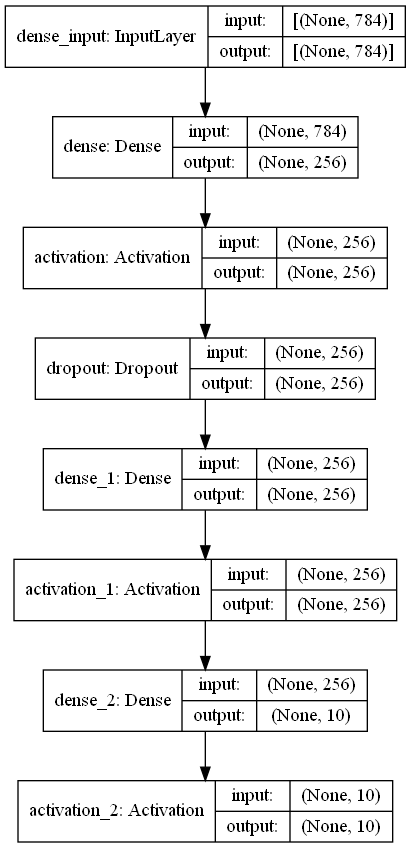 dense_input: InputLayer input: [(None, 784)]
output: [(None, 784)]
dense: Dense input: (None, 784)
output: (None, 256)
activation: Activation input: (None, 256)
output: (None, 256)
dropout: Dropout input: (None, 256)
output: (None, 256)
dense_1: Dense input: (None, 256)
output: (None, 256)
activation_1: Activation input: (None, 256)
output: (None, 256)
dense_2: Dense input: (None, 256)
output: (None, 10)
activation_2: Activation input: (None, 10)
output: (None, 10)